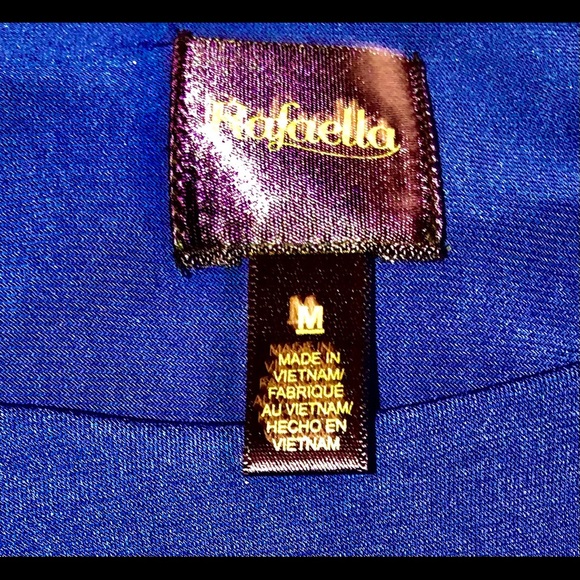 Rafaella
M
MADE IN
VIETNAM/
FABRIQUÉ
AU VIETNAM/
HECHO EN
VIETNAM